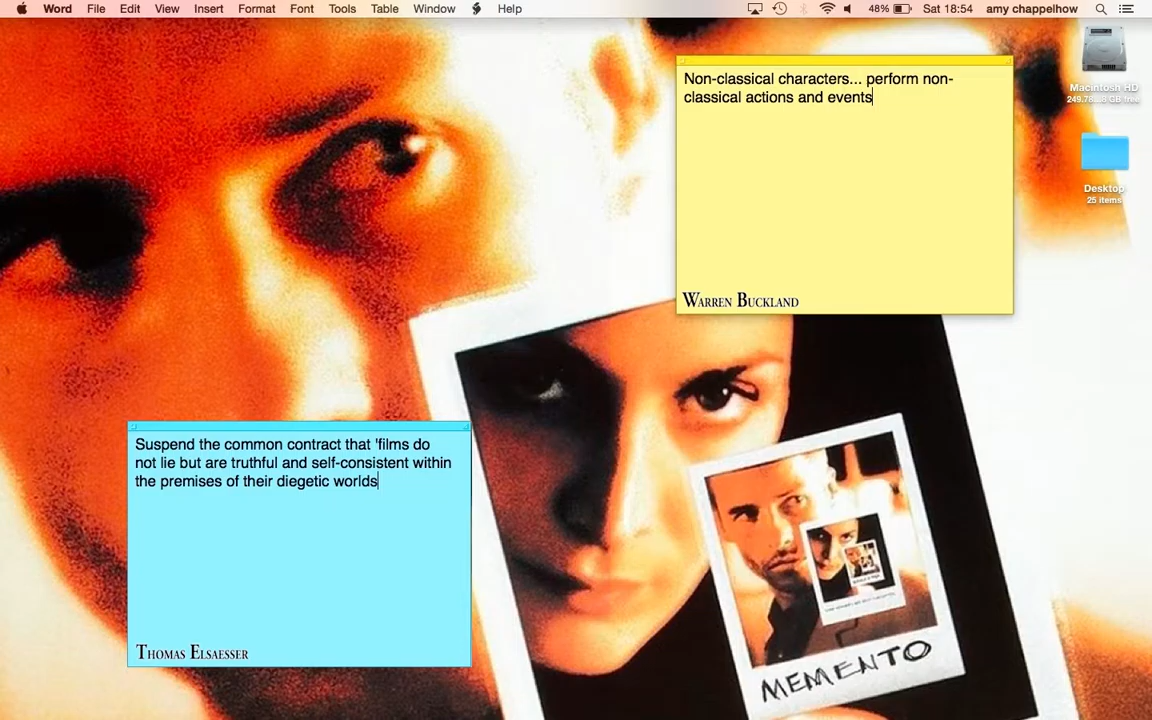 Word File Edit View Insert Format Font Tools Table Window Help 48% Sat 18:54 amy chappelhow
Non-classical characters... perform non-
classical actions and events
Warren Buckland
Macintosh HD
GB free
Desktop
25 items
Suspend the common contract that 'films do
not lie but are truthful and self-consistent within
the premises of their diegetic worlds
Thomas Elsaesser
MEMENTO